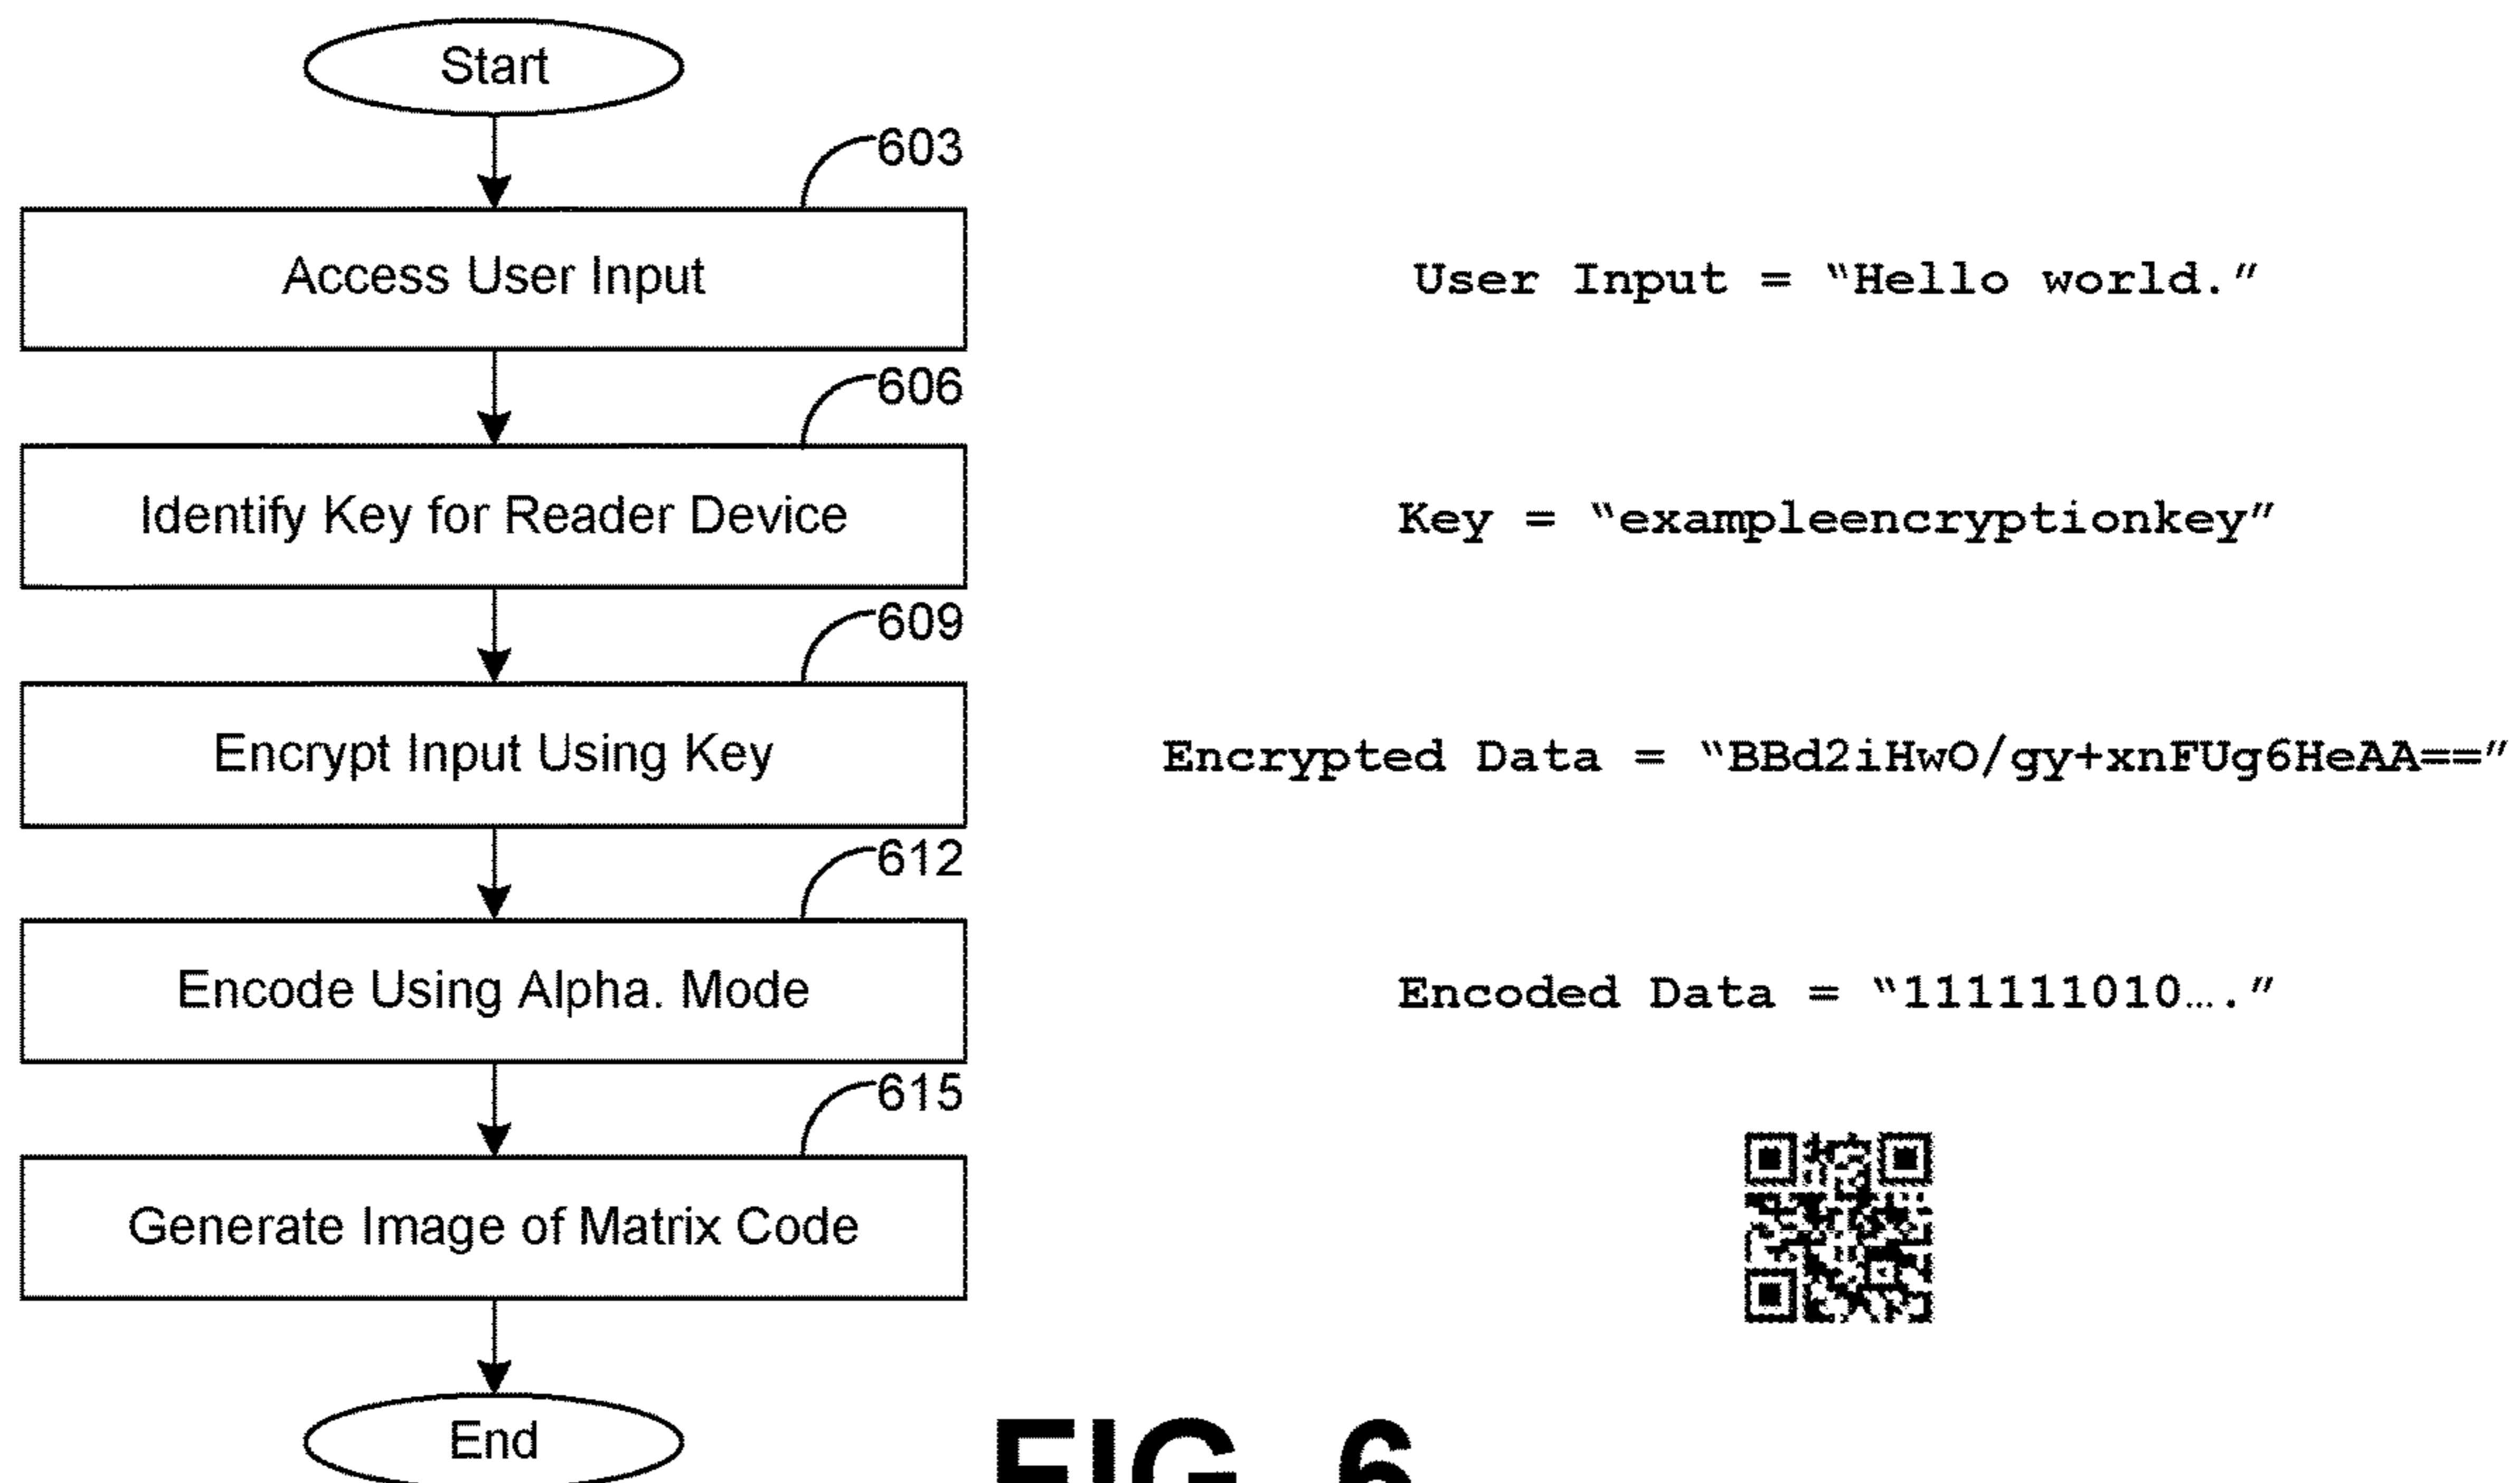 Start
603
Access User Input
User Input = “Hello world.”
606
Identify Key for Reader Device
Key = “exampleencryptionkey”
609
Encrypt Input Using Key
Encrypted Data = “BBd2iHwO/gy+xnFUg6HeAA==”
612
Encode Using Alpha. Mode
Encoded Data = “111111010….”
615
Generate Image of Matrix Code
End
FIG. 6